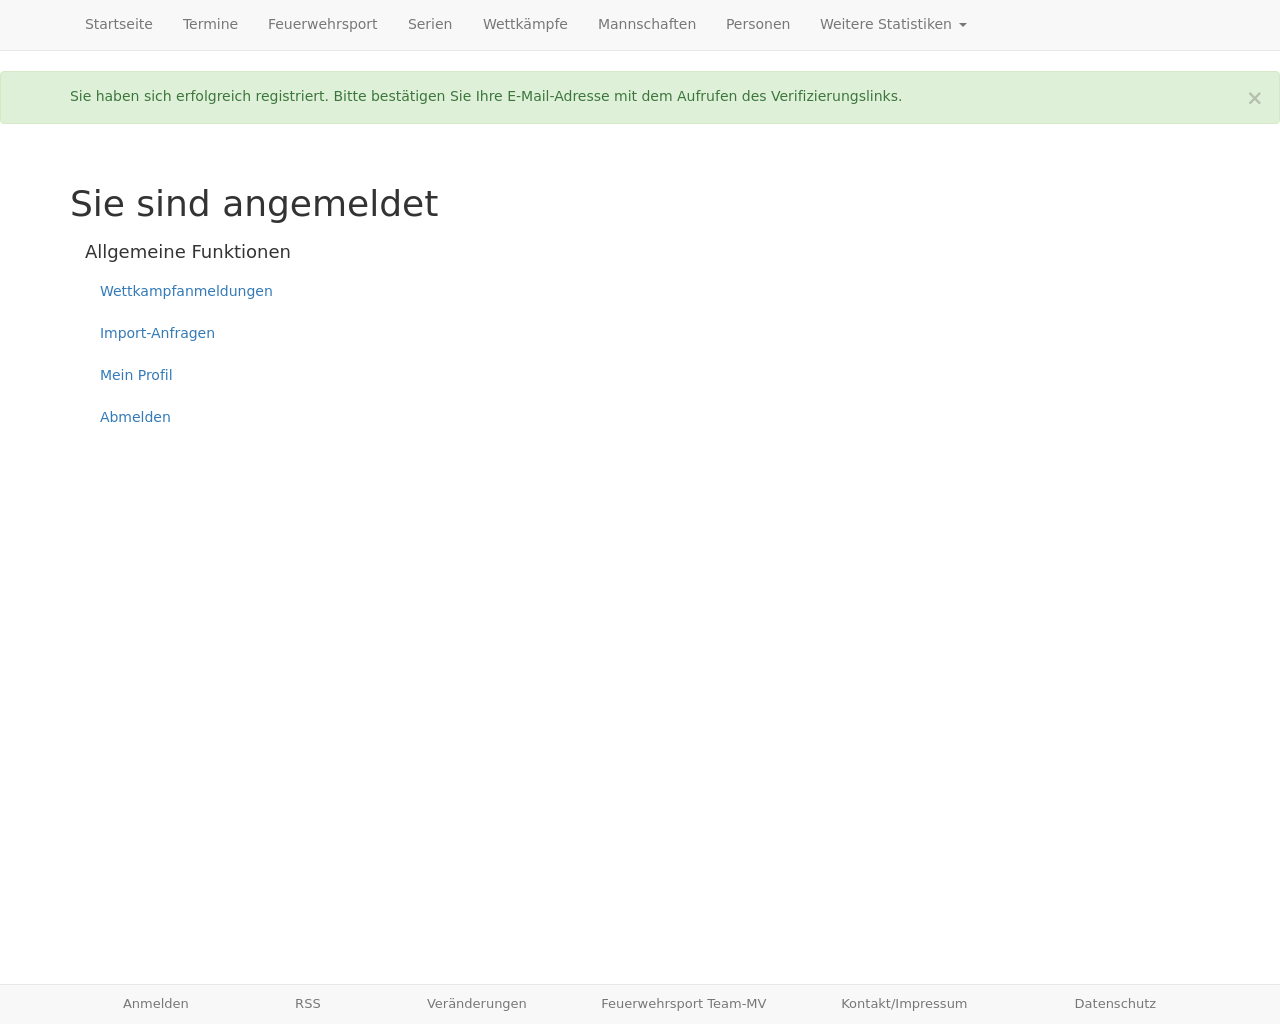 Startseite Termine Feuerwehrsport Serien Wettkämpfe Mannschaften Personen Weitere Statistiken
Sie haben sich erfolgreich registriert. Bitte bestätigen Sie Ihre E-Mail-Adresse mit dem Aufrufen des Verifizierungslinks. ×
Sie sind angemeldet
Allgemeine Funktionen
Wettkampfanmeldungen
Import-Anfragen
Mein Profil
Abmelden
Anmelden RSS Veränderungen Feuerwehrsport Team-MV Kontakt/Impressum Datenschutz